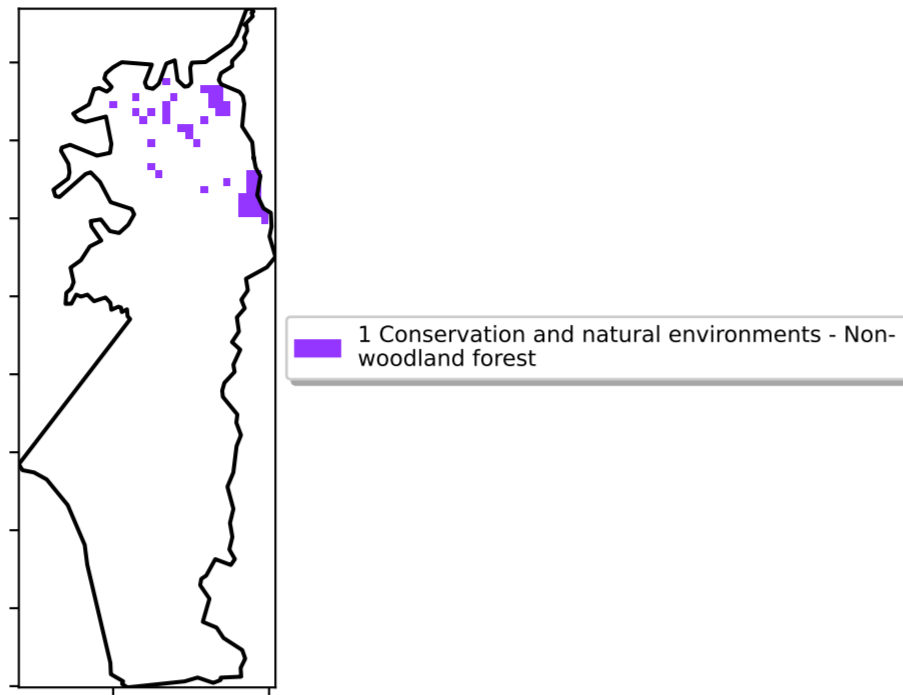 1 Conservation and natural environments - Non-
woodland forest